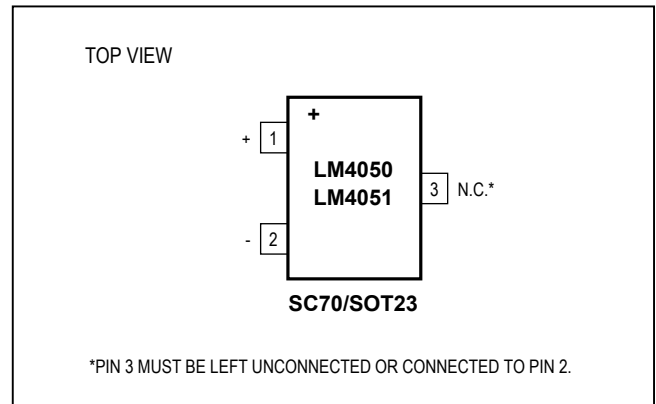 TOP VIEW
+
+ 1
LM4050
LM4051
3 N.C.*
- 2
SC70/SOT23
*PIN 3 MUST BE LEFT UNCONNECTED OR CONNECTED TO PIN 2.